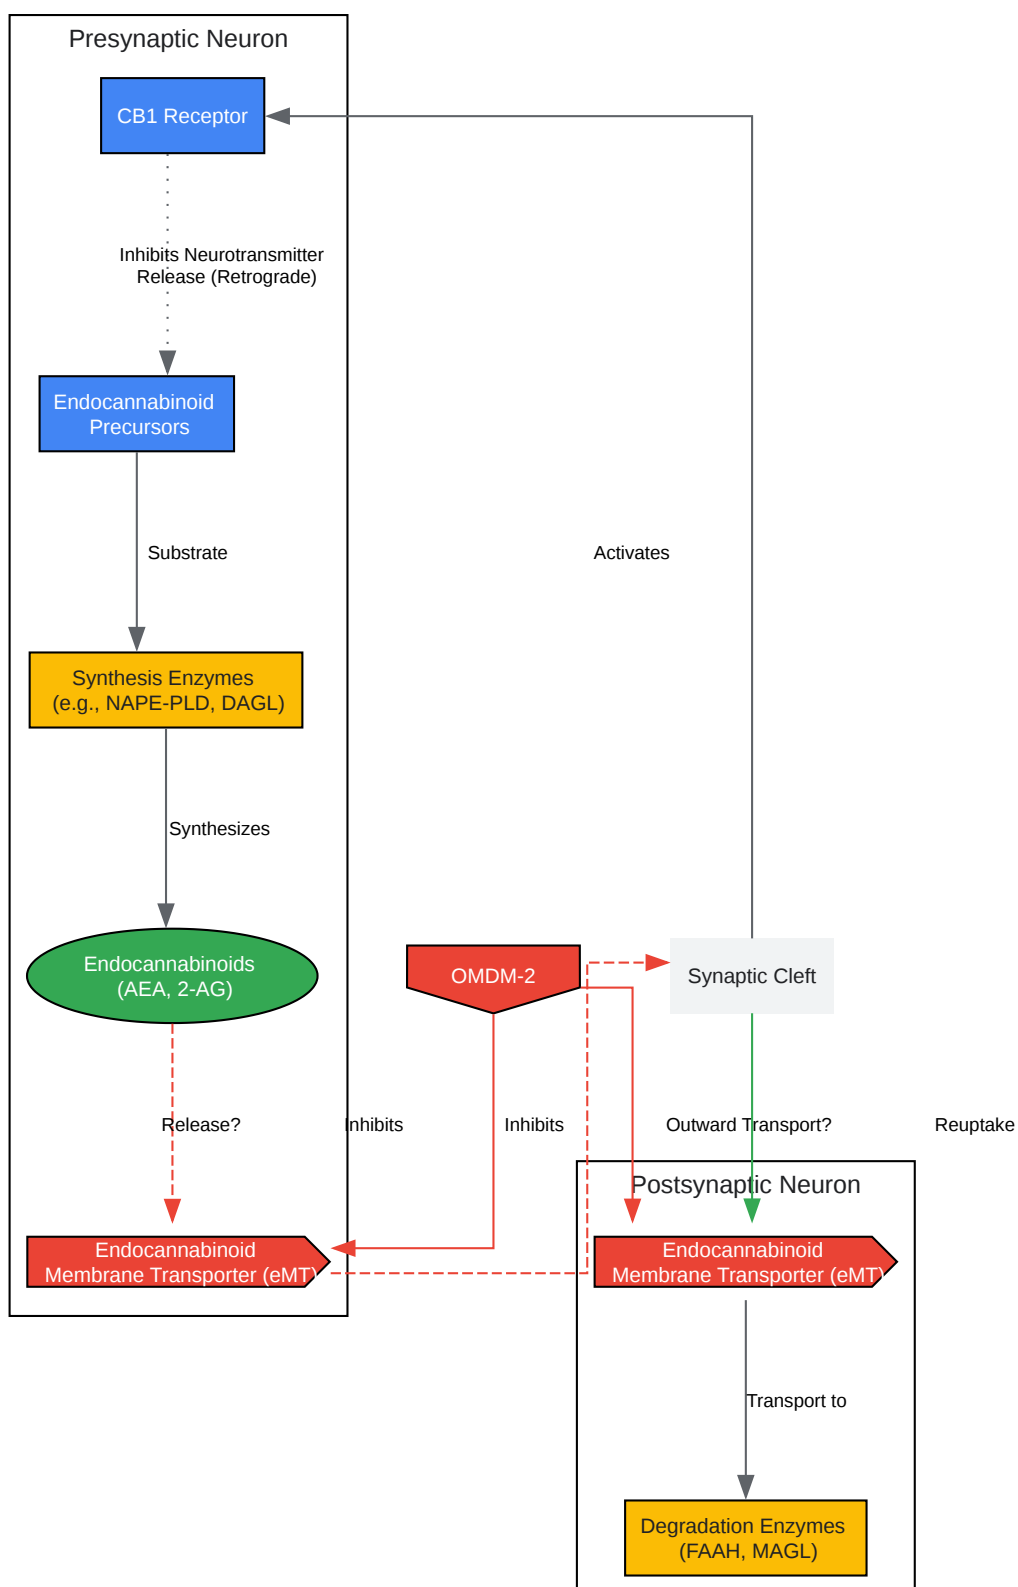 Presynaptic Neuron
CB1 Receptor
Inhibits Neurotransmitter
Release (Retrograde)
Endocannabinoid
Precursors
Substrate
Activates
Synthesis Enzymes
(e.g., NAPE-PLD, DAGL)
Synthesizes
Endocannabinoids
(AEA, 2-AG)
OMDM-2
Synaptic Cleft
Release?
Inhibits
Inhibits
Outward Transport?
Reuptake
Postsynaptic Neuron
Endocannabinoid
Membrane Transporter (eMT)
Endocannabinoid
Membrane Transporter (eMT)
Transport to
Degradation Enzymes
(FAAH, MAGL)